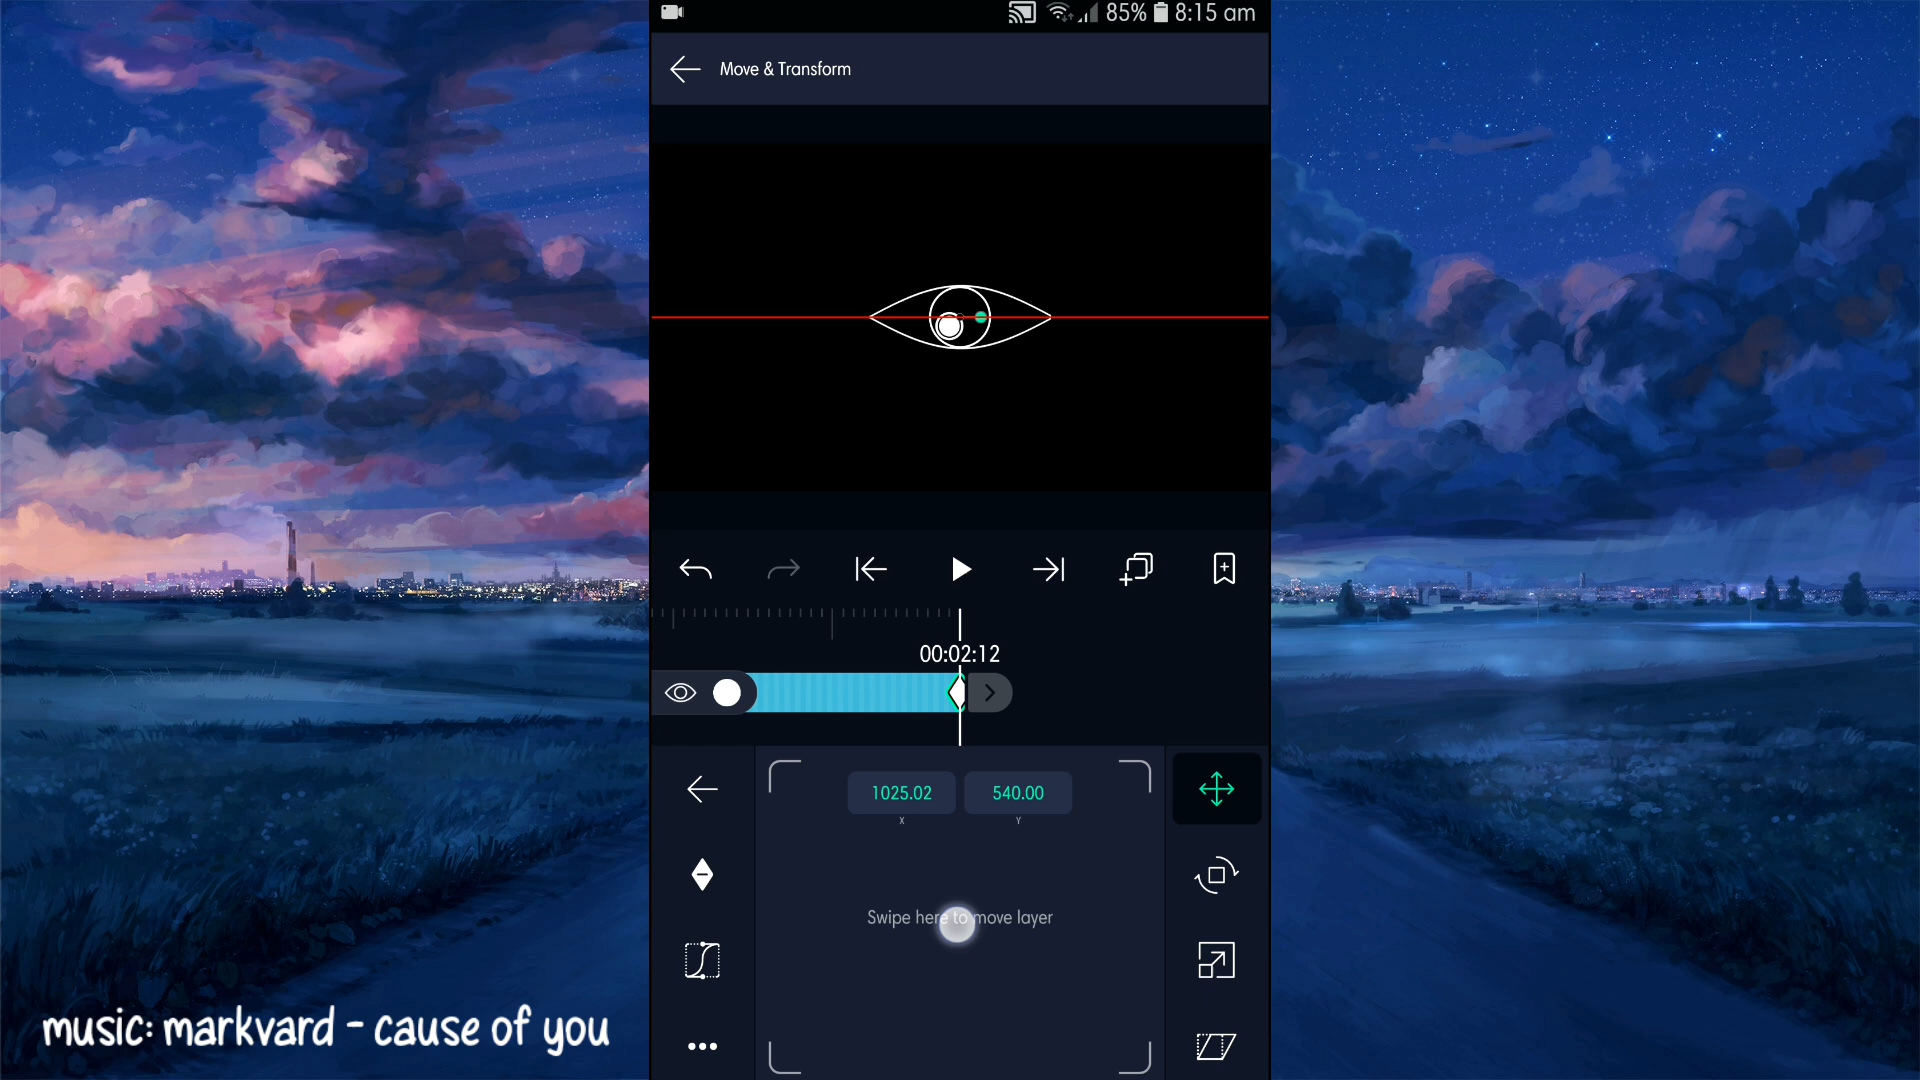 85% 8:15 am
Move & Transform
00:02:12
1025.02 540.00
X Y
Swipe here to move layer
music: markvard - cause of you